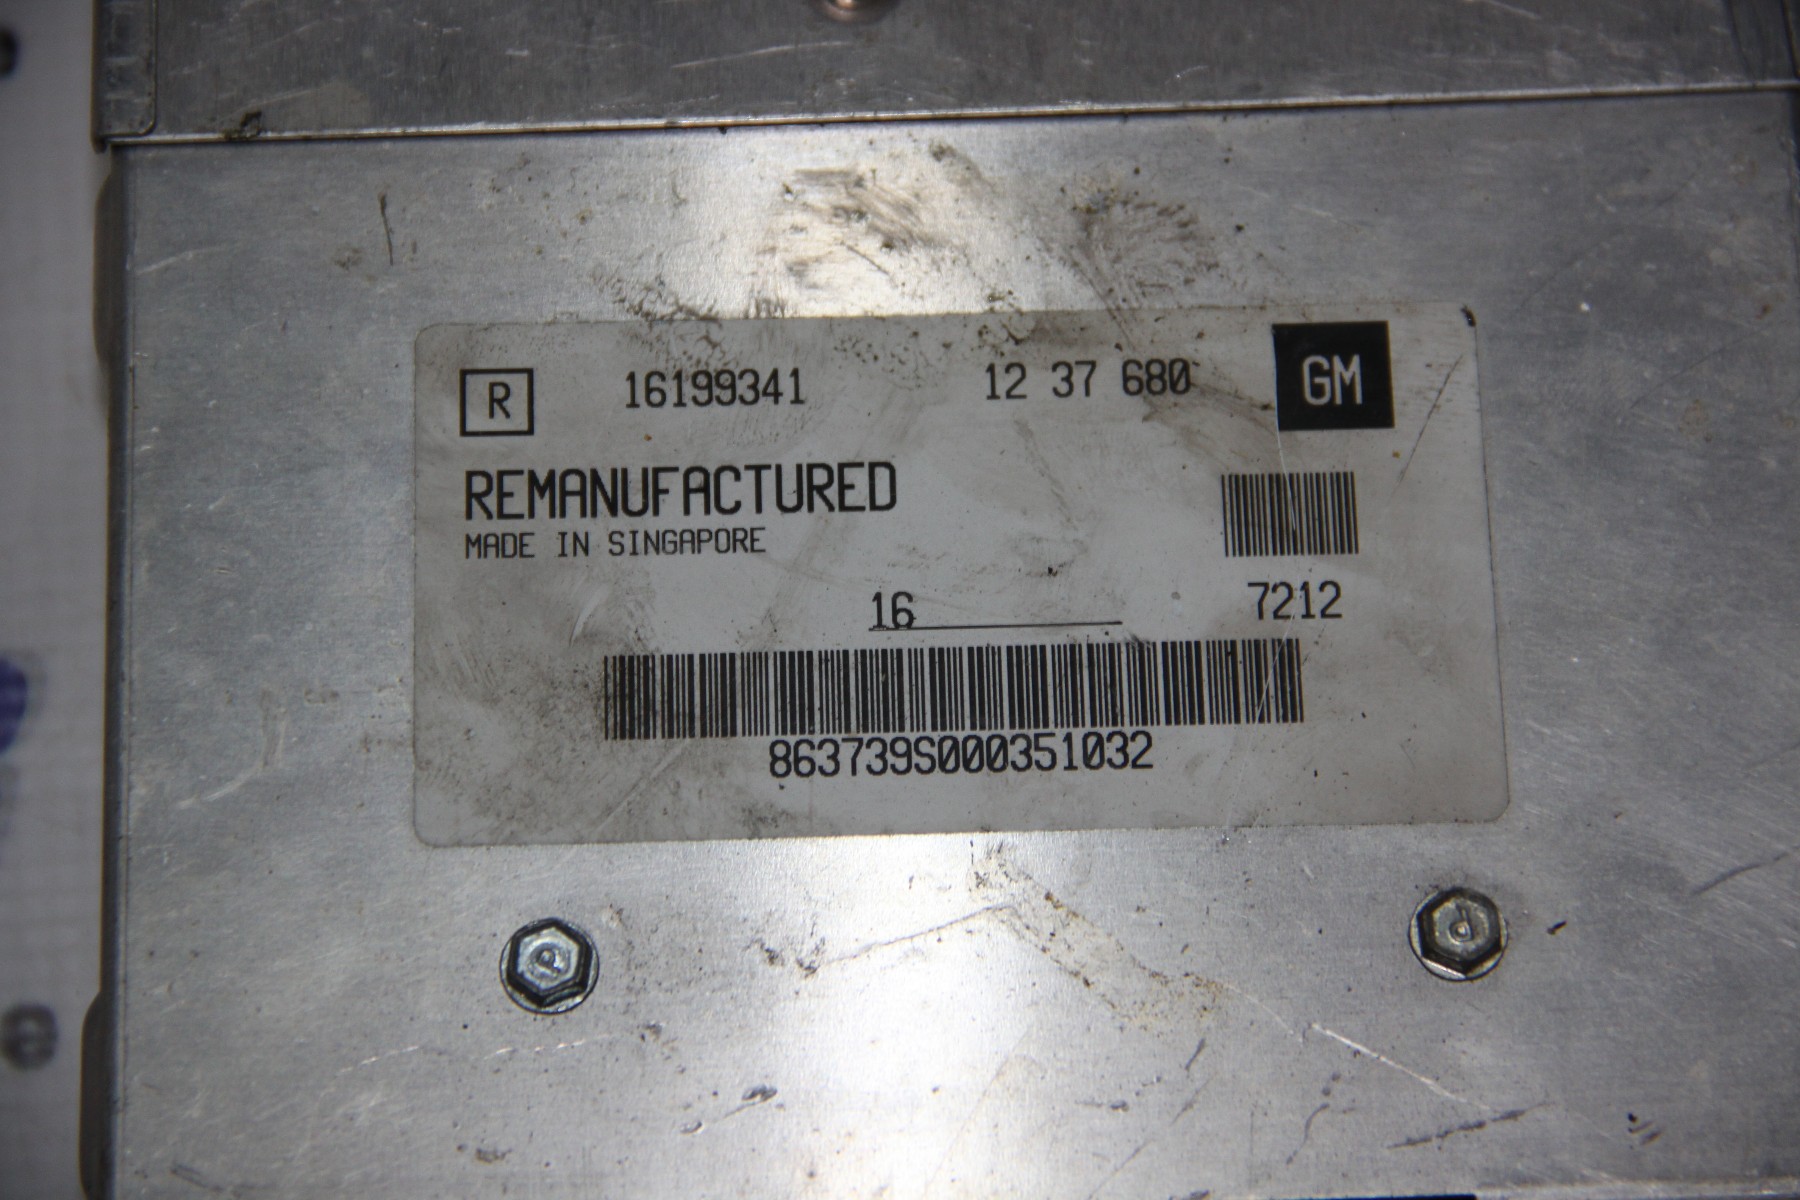 R 16199341 12 37 680 GM
REMANUFACTURED
MADE IN SINGAPORE
16 7212
863739S000351032